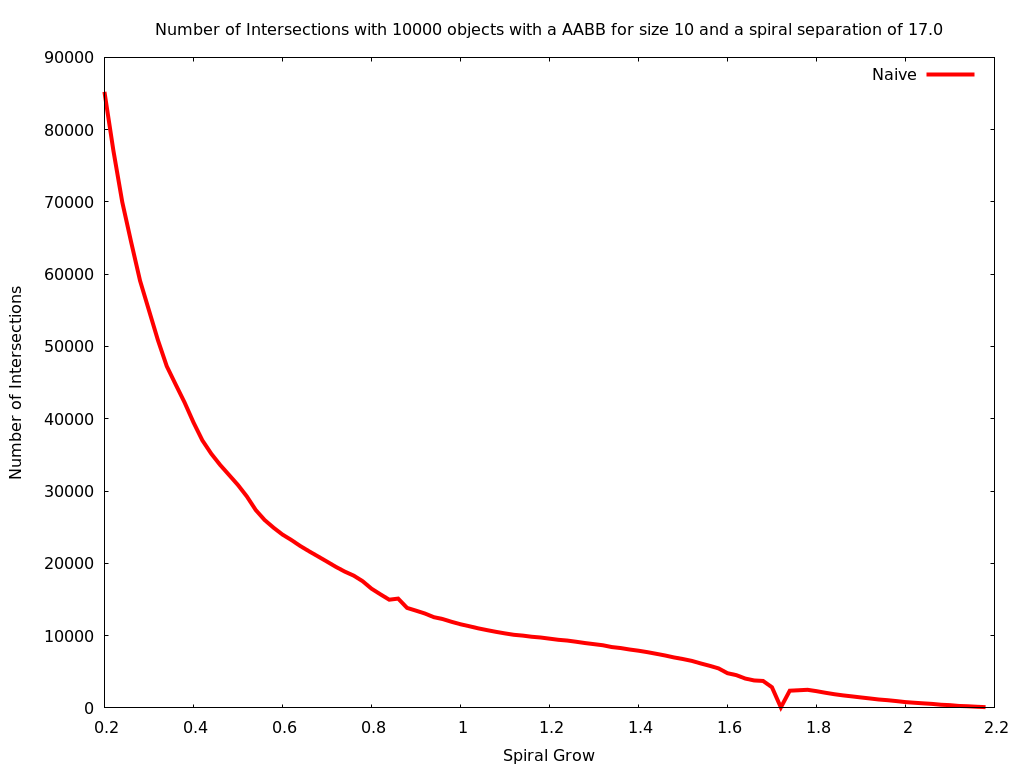 Number of Intersections with 10000 objects with a AABB for size 10 and a spiral separation of 17.0
Naive
Number of Intersections
90000
80000
70000
60000
50000
40000
30000
20000
10000
0
0.2 0.4 0.6 0.8 1 1.2 1.4 1.6 1.8 2 2.2
Spiral Grow